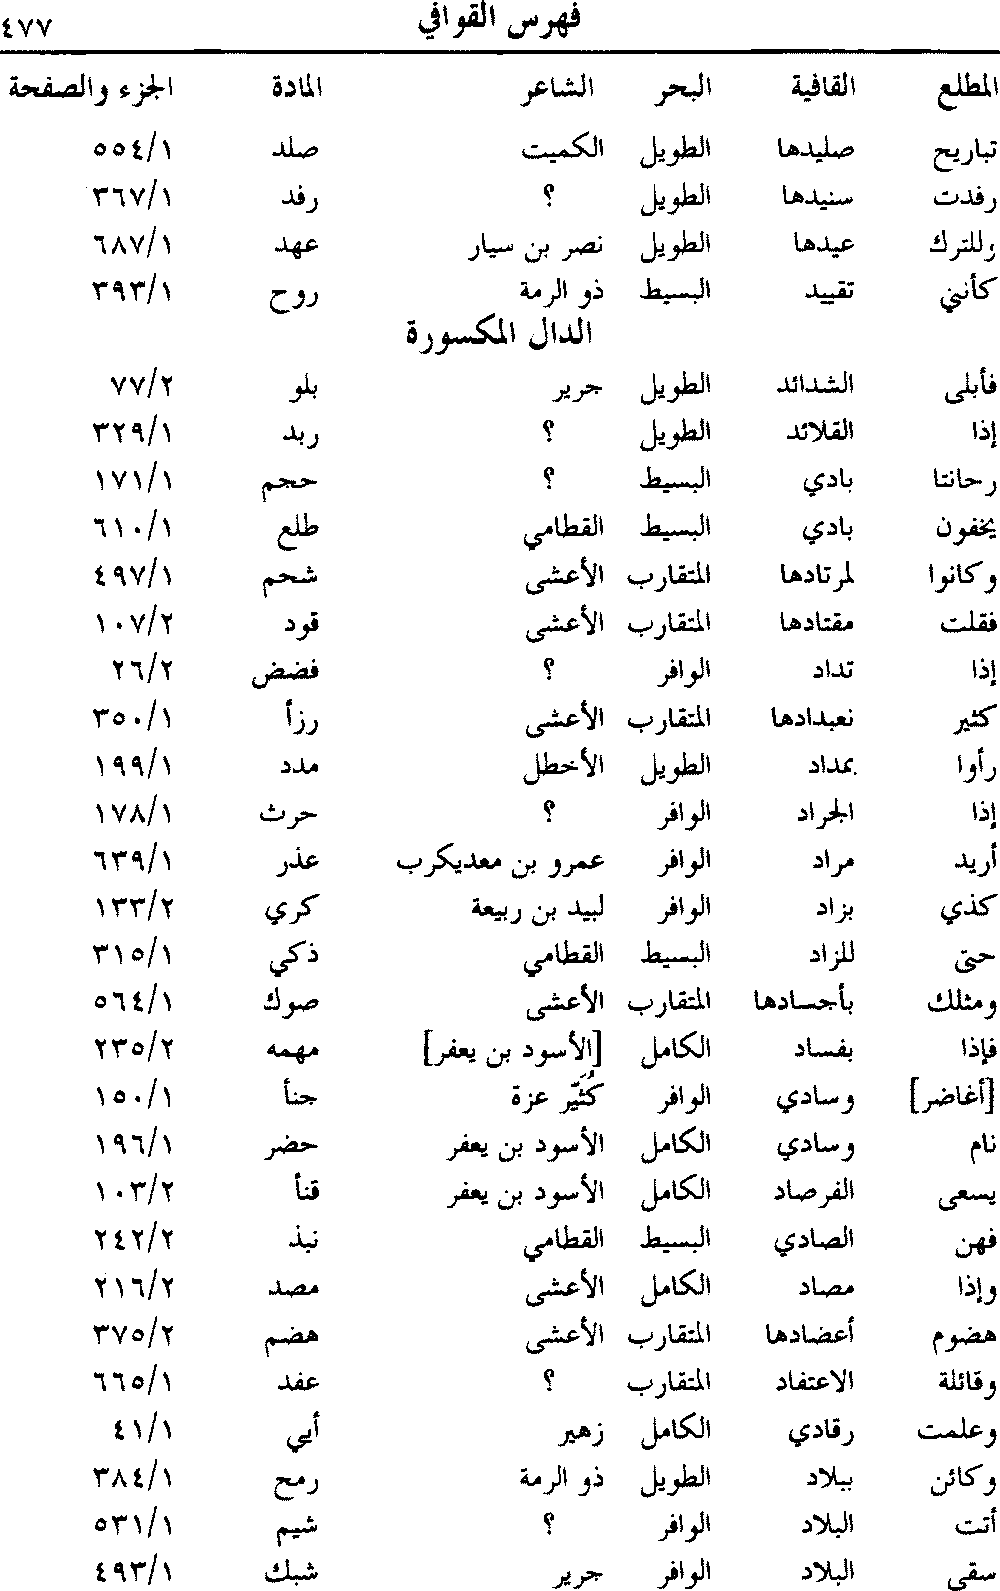 فهرس القوافي ٤٧٧
المطلع القافية البحر الشاعر المادة الجزء والصفحة
تباريح صليدها الطويل الكميت صلد ٥٥٤/١
رفدت سنيدها الطويل ؟ رفد ٣٦٧/١
وللترك عيدها الطويل نصر بن سيار عهد ٦٨٧/١
كأنني تقييد البسيط ذو الرمة روح ٣٩٣/١
الدال المكسورة
فأبلى الشدائد الطويل جرير بلو ٧٧/٢
إذا القلائد الطويل ؟ ربد ٣٢٩/١
رحانتا بادي البسيط ؟ حجم ١٧١/١
يخفون بادي البسيط القطامي طلع ٦١٠/١
وكانوا لمرتادها المتقارب الأعشى شحم ٤٩٧/١
فقلت مقتادها المتقارب الأعشى قود ١٠٧/٢
إذا تداد الوافر ؟ فضض ٢٦/٢
كثير نعبدادها المتقارب الأعشى رزأ ٣٥٠/١
رأوا بمداد الطويل الأخطل مدد ١٩٩/١
إذا الجراد الوافر ؟ حرث ١٧٨/١
أريد مراد الوافر عمرو بن معديكرب عذر ٦٣٩/١
كذي بزاد الوافر لبيد بن ربيعة كري ١٣٣/٢
حتى للزاد البسيط القطامي ذكي ٣١٥/١
ومثلك بأجسادها المتقارب الأعشى صوك ٥٦٤/١
فإذا بفساد الكامل [الأسود بن يعفر] مهمه ٢٣٥/٢
[أغاضر] وسادي الوافر كُثَيّر عزة جنأ ١٥٠/١
نام وسادي الكامل الأسود بن يعفر حضر ١٩٦/١
يسعى الفرصاد الكامل الأسود بن يعفر قنأ ١٠٣/٢
فهن الصادي البسيط القطامي نبذ ٢٤٢/٢
وإذا مصاد الكامل الأعشى مصد ٢١٦/٢
هضوم أعضادها المتقارب الأعشى هضم ٣٧٥/٢
وقائلة الاعتفاد المتقارب ؟ عفد ٦٦٥/١
وعلمت رقادي الكامل زهير أبي ٤١/١
وكائن ببلاد الطويل ذو الرمة رمح ٣٨٤/١
أتت البلاد الوافر ؟ شيم ٥٣١/١
سقى البلاد الوافر جرير شبك ٤٩٣/١